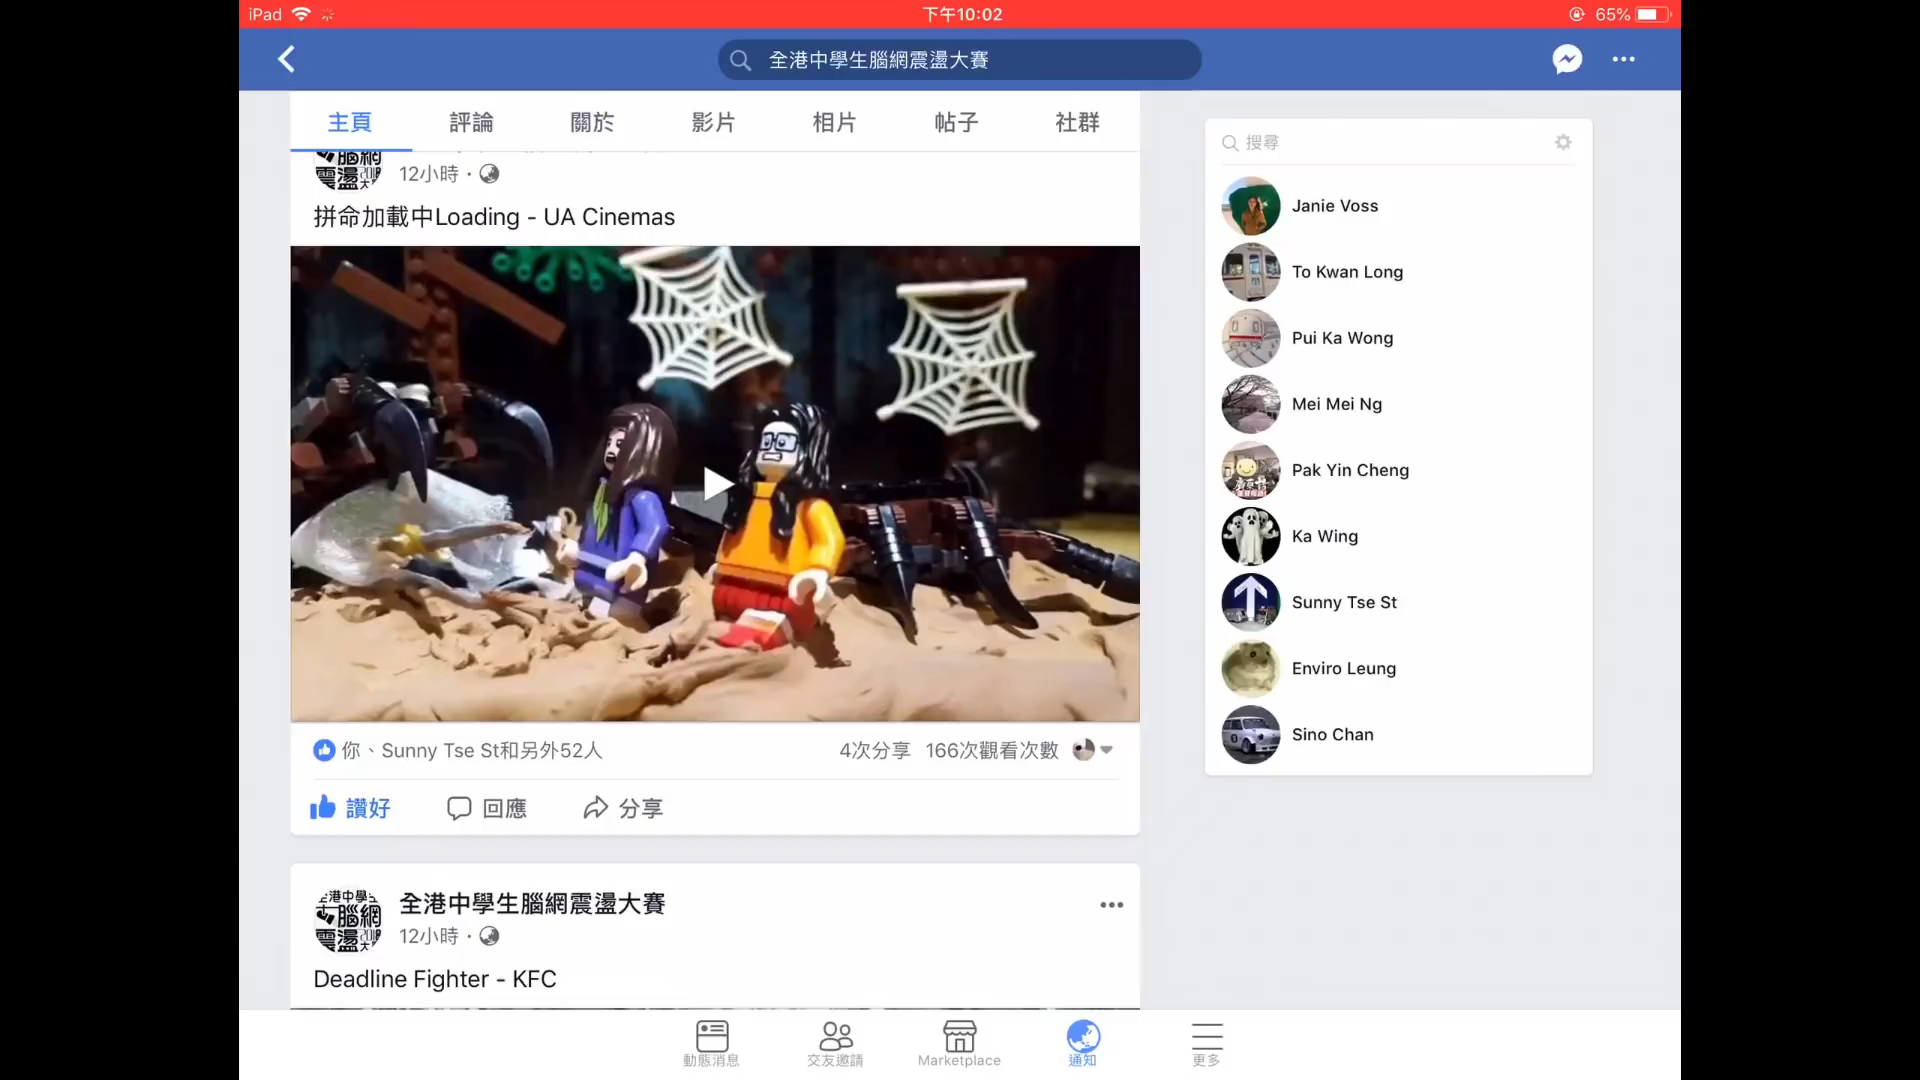 iPad 下午10:02 65%
全港中學生腦網震盪大賽
主頁 評論 關於 影片 相片 帖子 社群
12小時 ·
拼命加載中Loading - UA Cinemas
你、Sunny Tse St和另外52人 4次分享 166次觀看次數
讚好 回應 分享
全港中學生腦網震盪大賽
12小時 ·
Deadline Fighter - KFC
搜尋
Janie Voss
To Kwan Long
Pui Ka Wong
Mei Mei Ng
Pak Yin Cheng
Ka Wing
Sunny Tse St
Enviro Leung
Sino Chan
動態消息 交友邀請 Marketplace 通知 更多